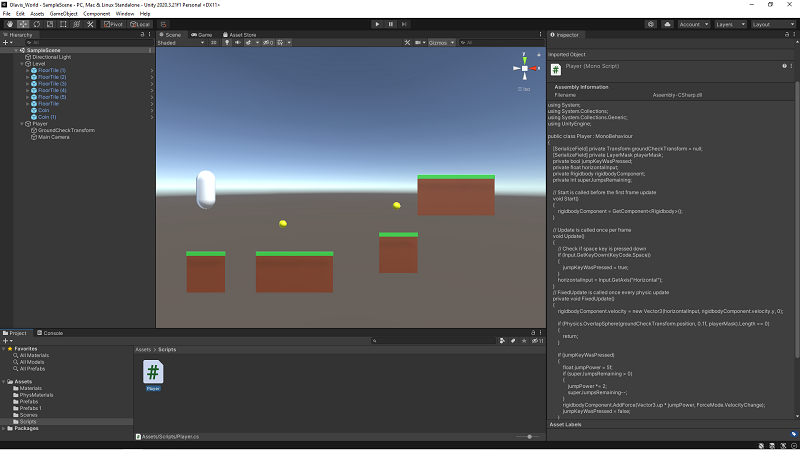 Olavis_World - SampleScene - PC, Mac & Linux Standalone - Unity 2020.3.21f1 Personal <DX11>
File Edit Assets GameObject Component Window Help
Pivot Local
Account Layers Layout
Hierarchy
All
SampleScene
Directional Light
Level
FloorTile (1)
FloorTile (2)
FloorTile (3)
FloorTile (4)
FloorTile (5)
FloorTile
Coin
Coin (1)
Player
GroundCheckTransform
Main Camera
Scene Game Asset Store
Shaded 2D 0 Gizmos All
y
x
Iso
Inspector
Imported Object
Player (Mono Script)
Assembly Information
Filename Assembly-CSharp.dll
using System;
using System.Collections;
using System.Collections.Generic;
using UnityEngine;
public class Player : MonoBehaviour
{
[SerializeField] private Transform groundCheckTransform = null;
[SerializeField] private LayerMask playerMask;
private bool jumpKeyWasPressed;
private float horizontalInput;
private Rigidbody rigidbodyComponent;
private int superJumpsRemaining;
// Start is called before the first frame update
void Start()
{
rigidbodyComponent = GetComponent<Rigidbody>();
}
// Update is called once per frame
void Update()
{
// Check if space key is pressed down
if (Input.GetKeyDown(KeyCode.Space))
{
jumpKeyWasPressed = true;
}
horizontalInput = Input.GetAxis("Horizontal");
}
// FixedUpdate is called once every physic update
private void FixedUpdate()
{
rigidbodyComponent.velocity = new Vector3(horizontalInput, rigidbodyComponent.velocity.y, 0);
if (Physics.OverlapSphere(groundCheckTransform.position, 0.1f, playerMask).Length == 0)
{
return;
}
if (jumpKeyWasPressed)
{
float jumpPower = 5f;
if (superJumpsRemaining > 0)
{
jumpPower *= 2;
superJumpsRemaining--;
}
rigidbodyComponent.AddForce(Vector3.up * jumpPower, ForceMode.VelocityChange);
jumpKeyWasPressed = false;
}
Asset Labels
Project Console
11
Favorites
All Materials
All Models
All Prefabs
Assets
Materials
PhysMaterials
Prefabs
Prefabs 1
Scenes
Scripts
Packages
Assets > Scripts
#
Player
Assets/Scripts/Player.cs